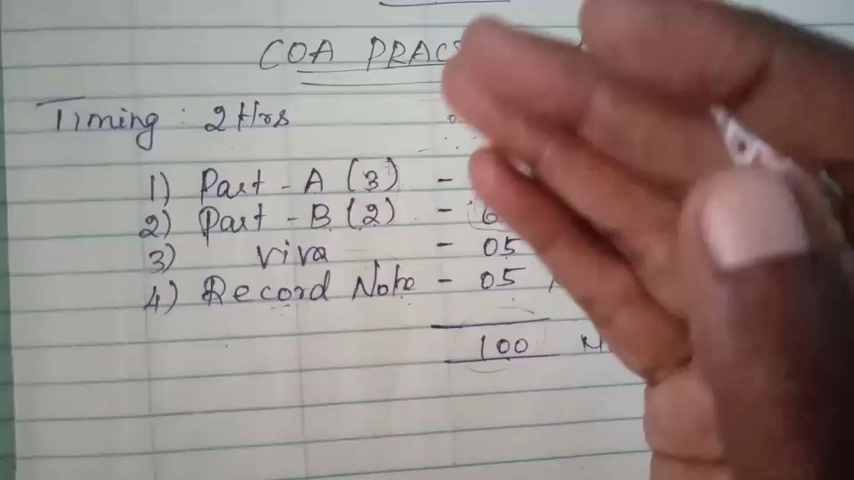 COA PRAC
Timing : 2 Hrs
1) Part - A (3) -
2) Part - B (2) - 6
3) viva - 05
4) Record Note - 05
100 M